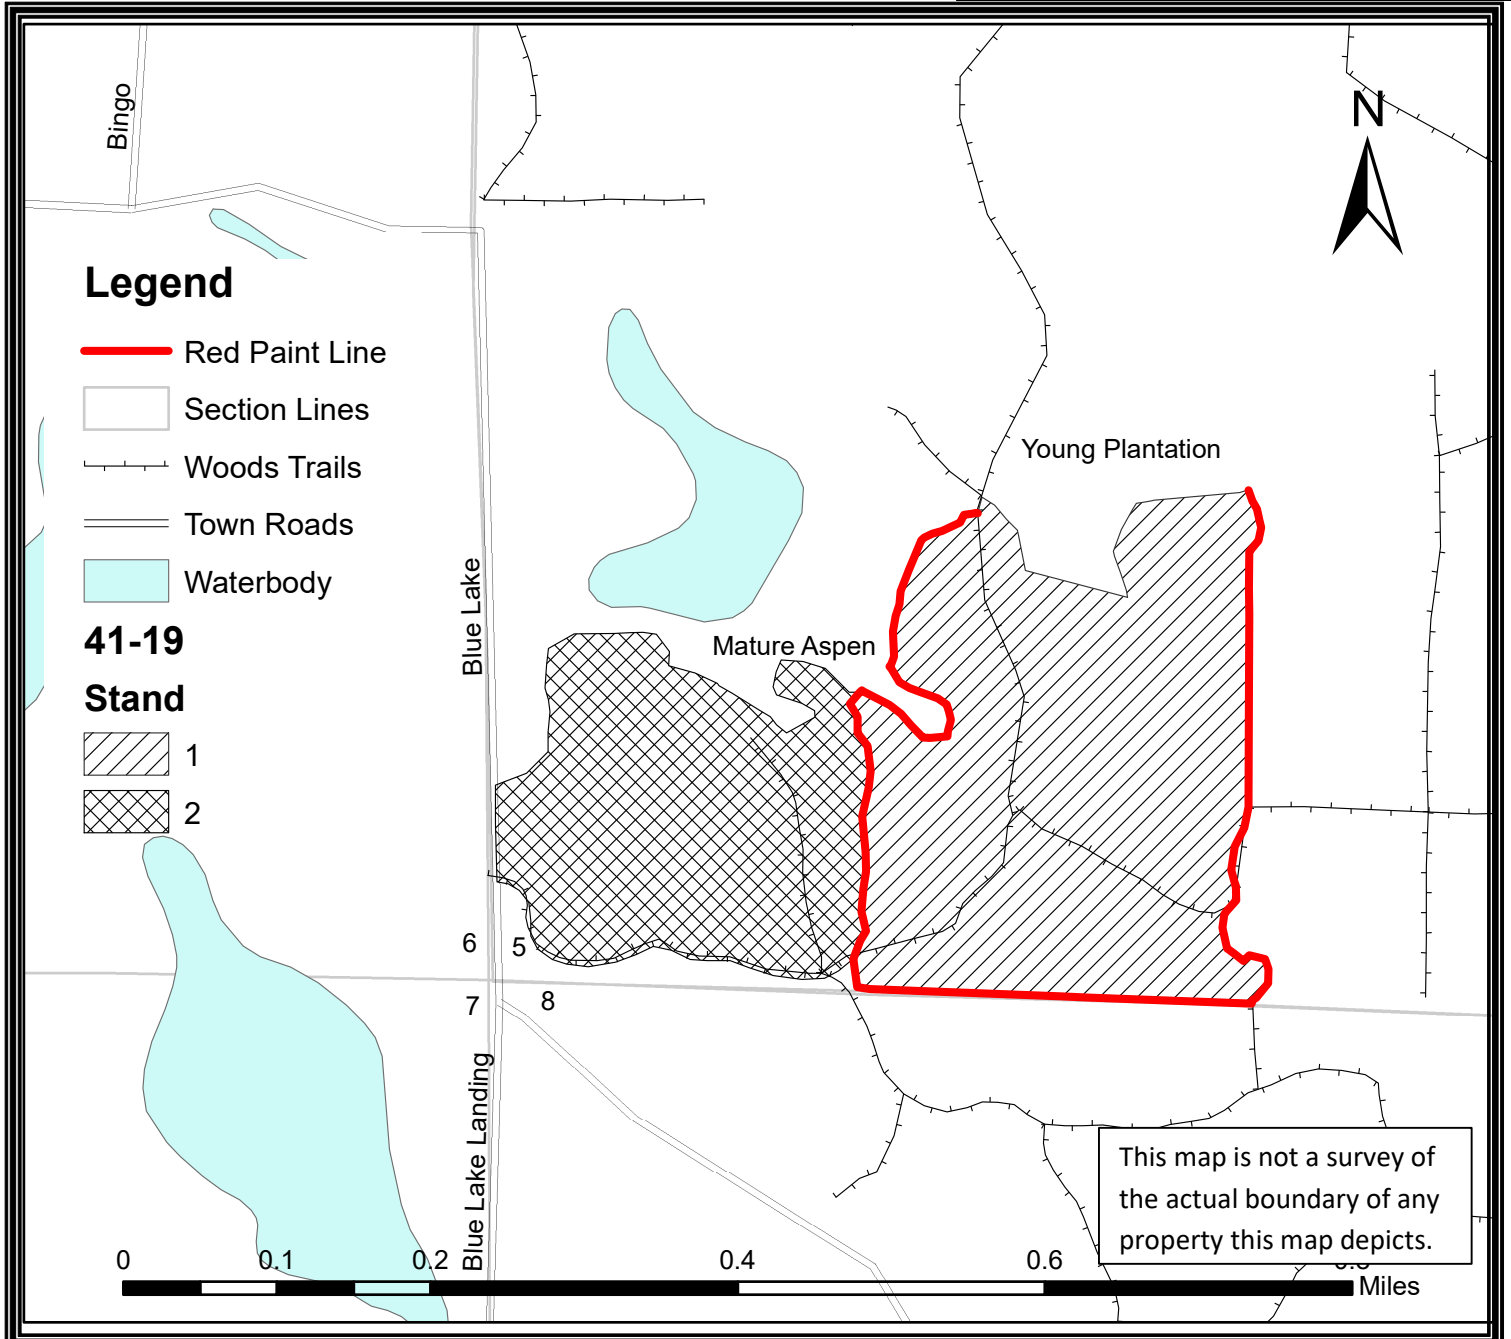 Bingo
N
Legend
Red Paint Line
Section Lines
Woods Trails
Town Roads
Waterbody
41-19
Stand
1
2
Young Plantation
Mature Aspen
Blue Lake
6
5
7
8
Blue Lake Landing
This map is not a survey of
the actual boundary of any
property this map depicts.
0 0.1 0.2 0.4 0.6
Miles